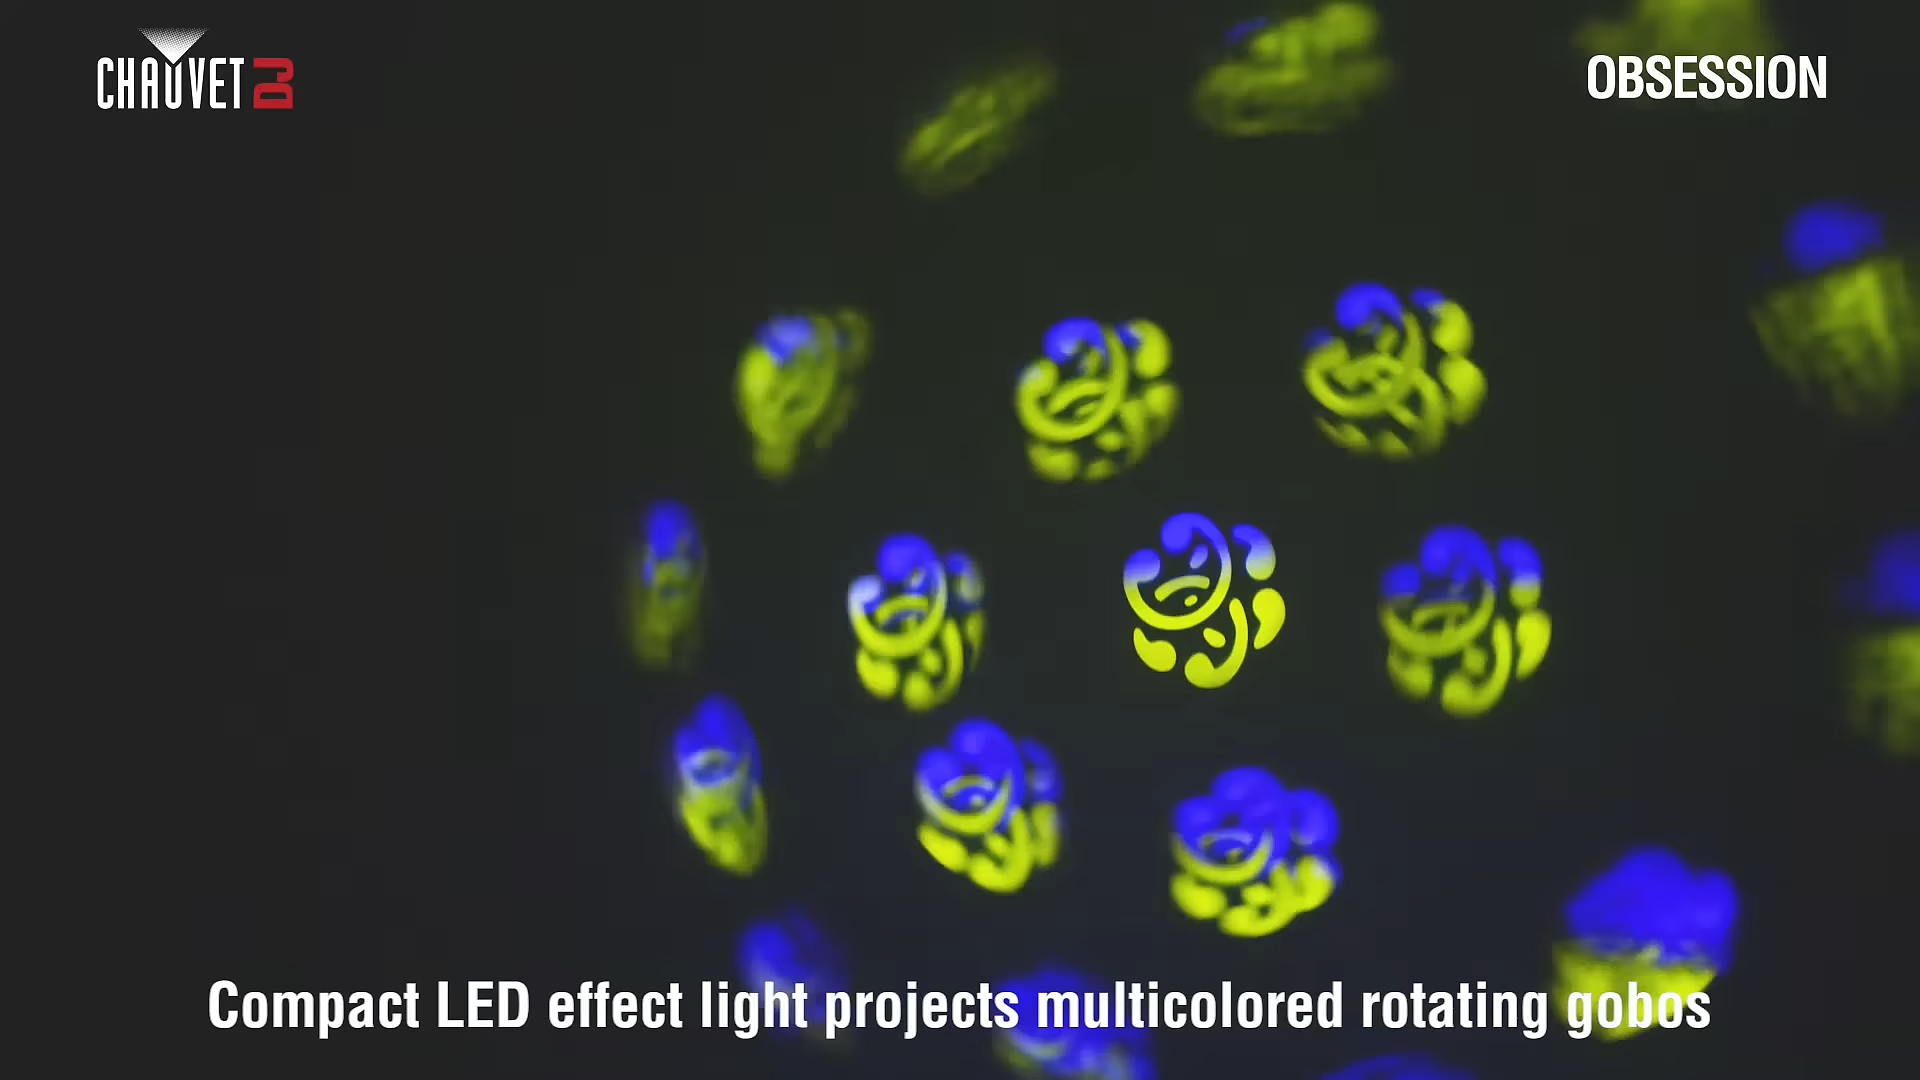 CHAUVET DJ
OBSESSION
Compact LED effect light projects multicolored rotating gobos